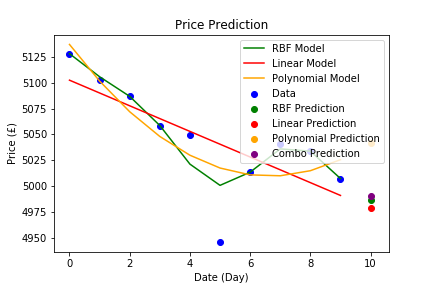 Price Prediction
RBF Model
Linear Model
Polynomial Model
Data
RBF Prediction
Linear Prediction
Polynomial Prediction
Combo Prediction
5125
5100
5075
5050
5025
5000
4975
4950
Price (£)
0 2 4 6 8 10
Date (Day)